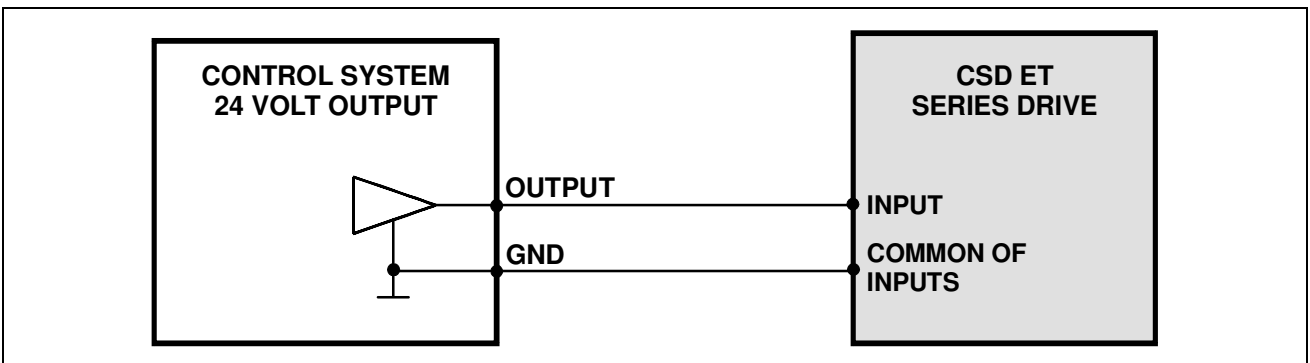 CONTROL SYSTEM
24 VOLT OUTPUT
CSD ET
SERIES DRIVE
OUTPUT
INPUT
GND
COMMON OF
INPUTS